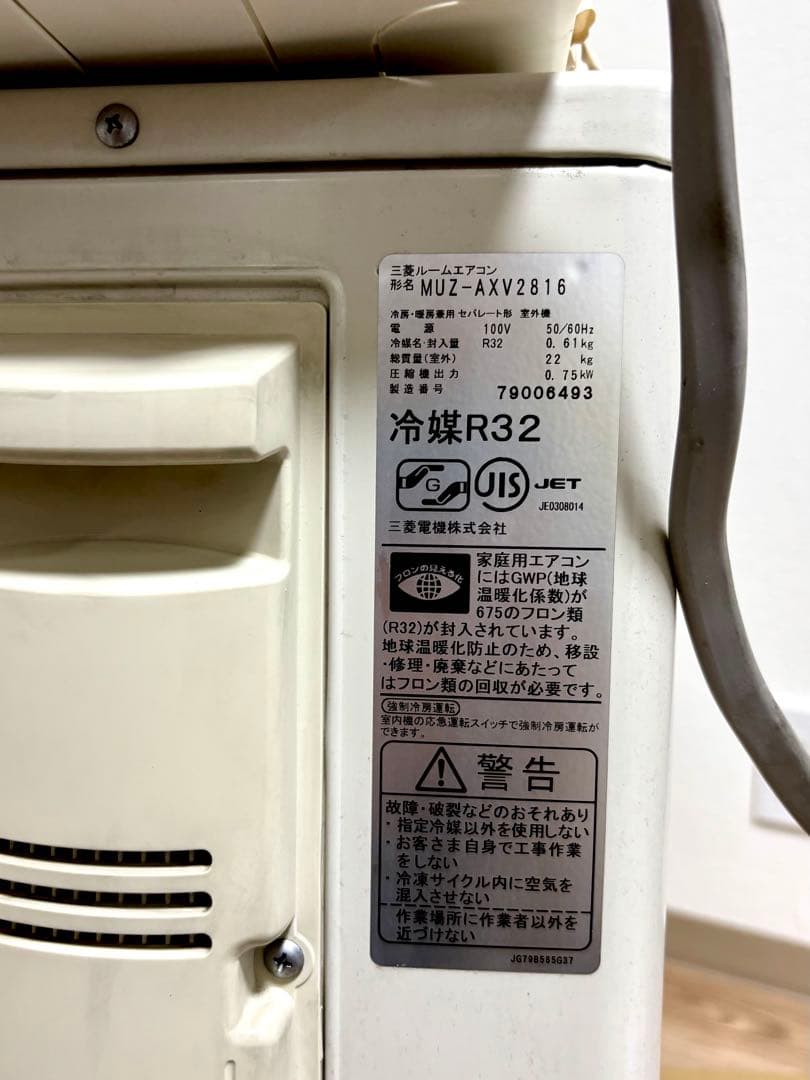 三菱ルームエアコン
形名 MUZ-AXV2816
冷房・暖房兼用 セパレート形 室外機
電源 100V 50/60Hz
冷媒名・封入量 R32 0.61kg
総質量(室外) 22 kg
圧縮機出力 0.75kW
製造番号 79006493
冷媒R32
G JIS JET
JE0308014
三菱電機株式会社
フロンの見える化
家庭用エアコン
にはGWP(地球
温暖化係数)が
675のフロン類
(R32)が封入されています。
地球温暖化防止のため、移設
・修理・廃棄などにあたって
はフロン類の回収が必要です。
強制冷房運転
室内機の応急運転スイッチで強制冷房運転が
できます。
警告
故障・破裂などのおそれあり
・指定冷媒以外を使用しない
・お客さま自身で工事作業
をしない
・冷凍サイクル内に空気を
混入させない
作業場所に作業者以外を
近づけない
JG79B585G37